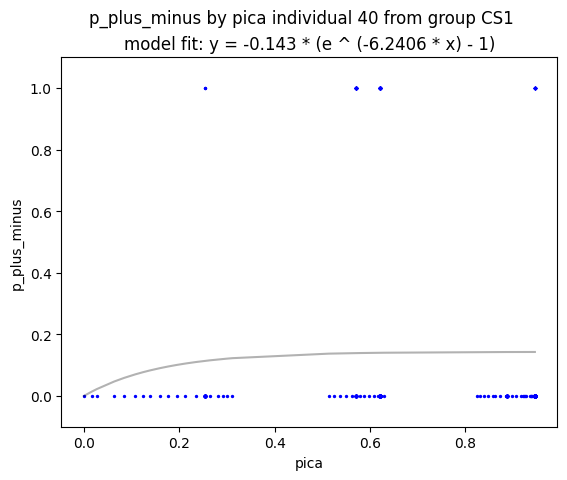 p_plus_minus by pica individual 40 from group CS1
model fit: y = -0.143 * (e ^ (-6.2406 * x) - 1)
1.0
0.8
0.6
0.4
0.2
0.0
p_plus_minus
0.0 0.2 0.4 0.6 0.8
pica